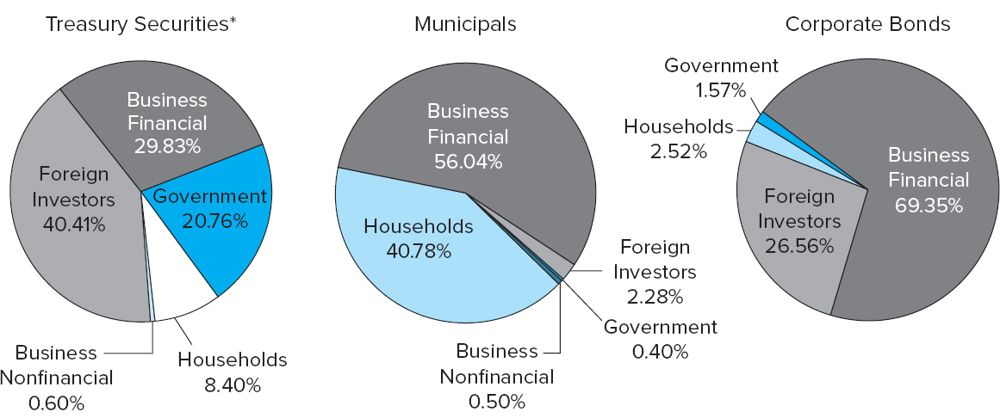 Treasury Securities*
Business
Financial
29.83%
Foreign
Investors
40.41%
Government
20.76%
Business
Nonfinancial
0.60%
Households
8.40%
Municipals
Business
Financial
56.04%
Households
40.78%
Foreign
Investors
2.28%
Government
0.40%
Business
Nonfinancial
0.50%
Corporate Bonds
Government
1.57%
Households
2.52%
Business
Financial
69.35%
Foreign
Investors
26.56%